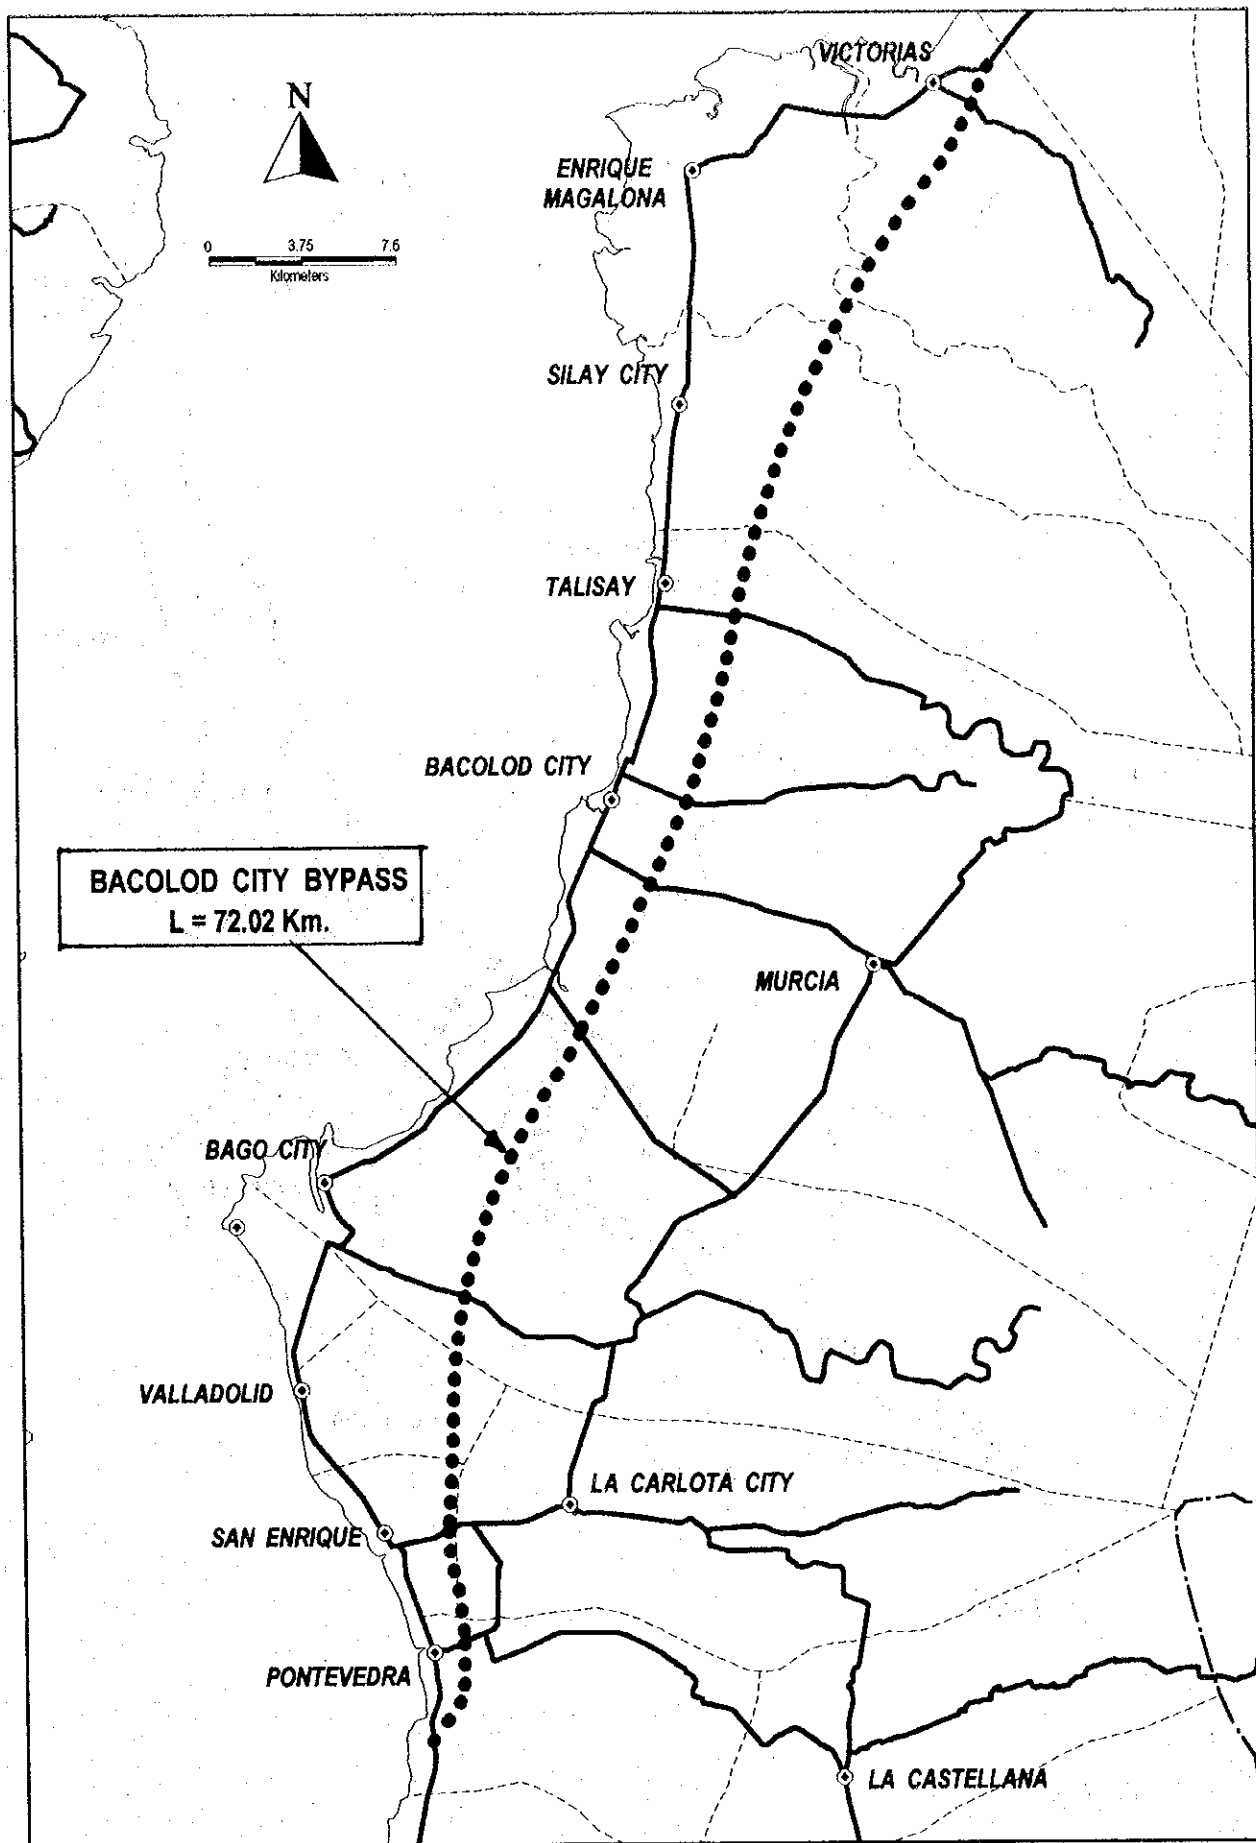 VICTORIAS
N
ENRIQUE
MAGALONA
0 3.75 7.6
Kilometers
SILAY CITY
TALISAY
BACOLOD CITY
BACOLOD CITY BYPASS
L = 72.02 Km.
MURCIA
BAGO CITY
VALLADOLID
LA CARLOTA CITY
SAN ENRIQUE
PONTEVEDRA
LA CASTELLANA